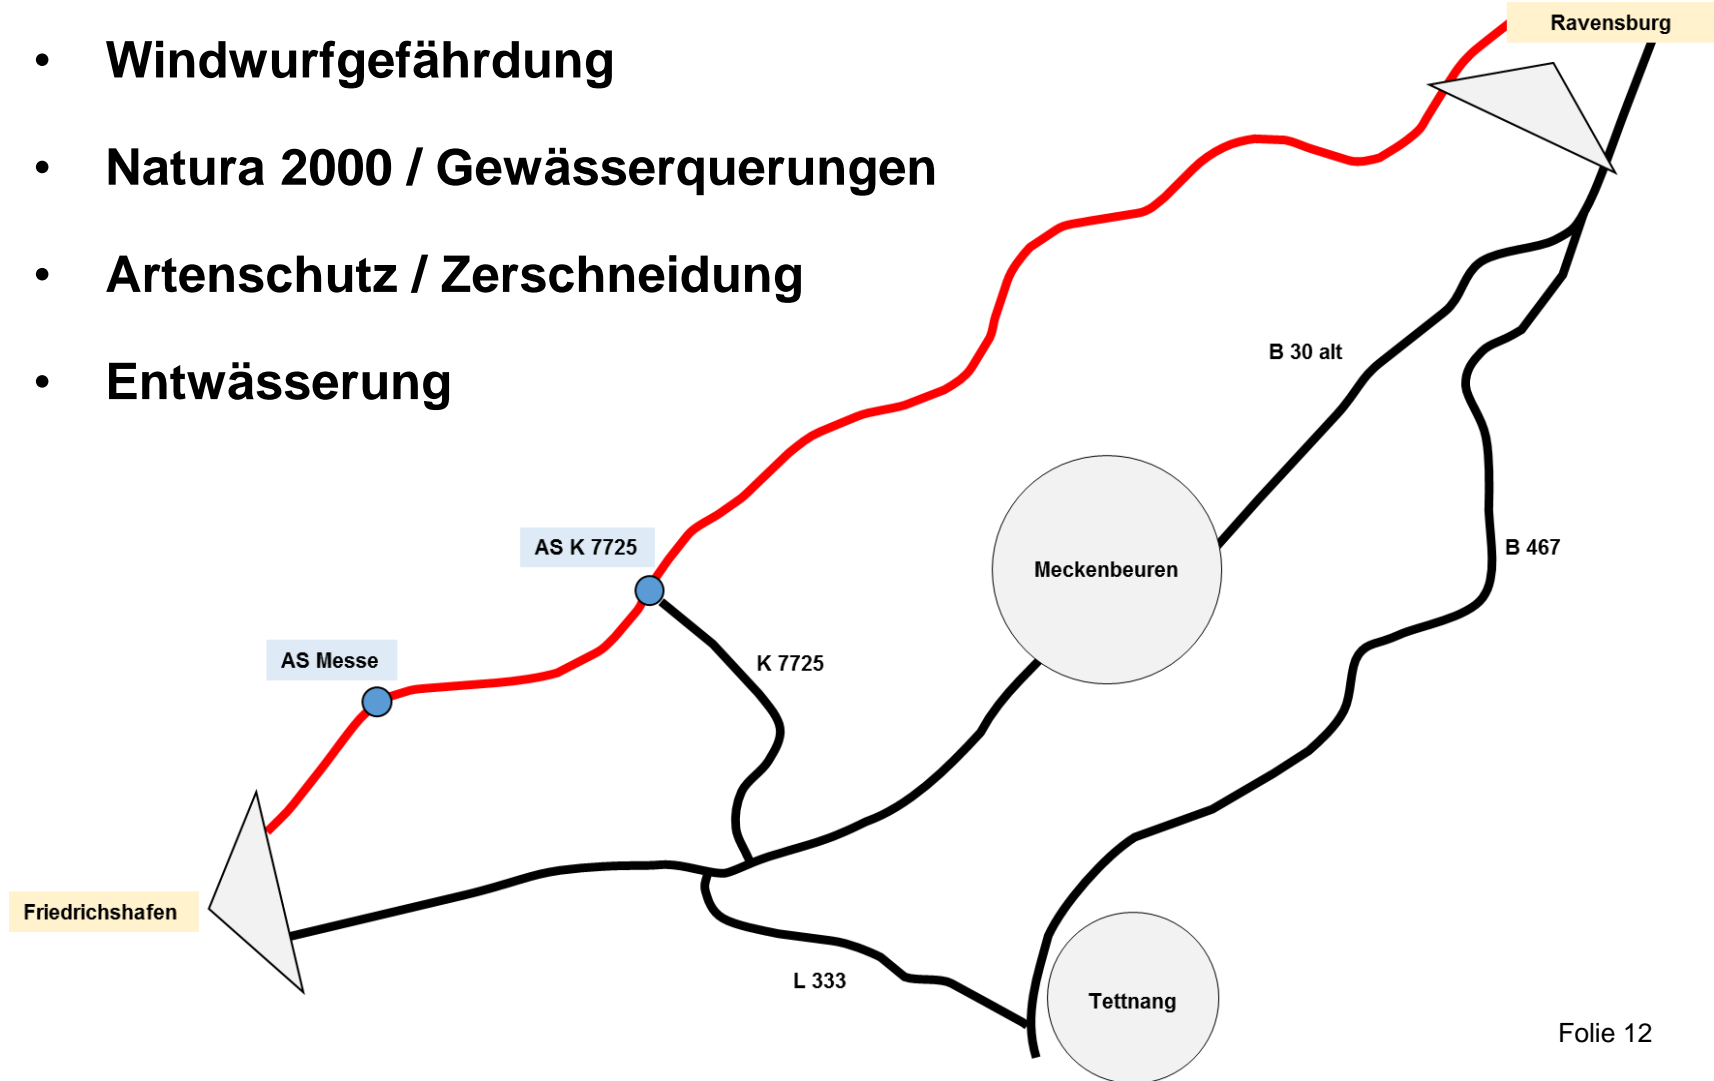 • Windwurfgefährdung
• Natura 2000 / Gewässerquerungen
• Artenschutz / Zerschneidung
• Entwässerung
Ravensburg
B 30 alt
AS K 7725
B 467
Meckenbeuren
AS Messe
K 7725
Friedrichshafen
L 333
Tettnang
Folie 12